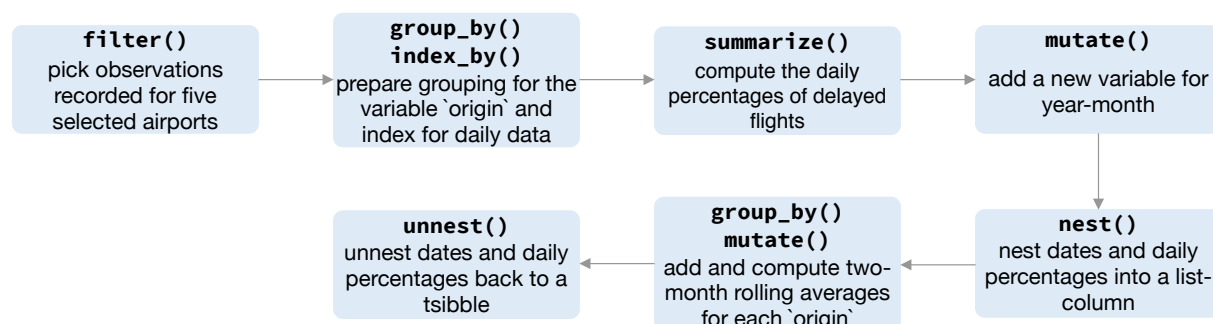 filter()
pick observations
recorded for five
selected airports
group_by()
index_by()
prepare grouping for the
variable `origin` and
index for daily data
summarize()
compute the daily
percentages of delayed
flights
mutate()
add a new variable for
year-month
nest()
nest dates and daily
percentages into a list-
column
group_by()
mutate()
add and compute two-
month rolling averages
for each `origin`
unnest()
unnest dates and daily
percentages back to a
tsibble